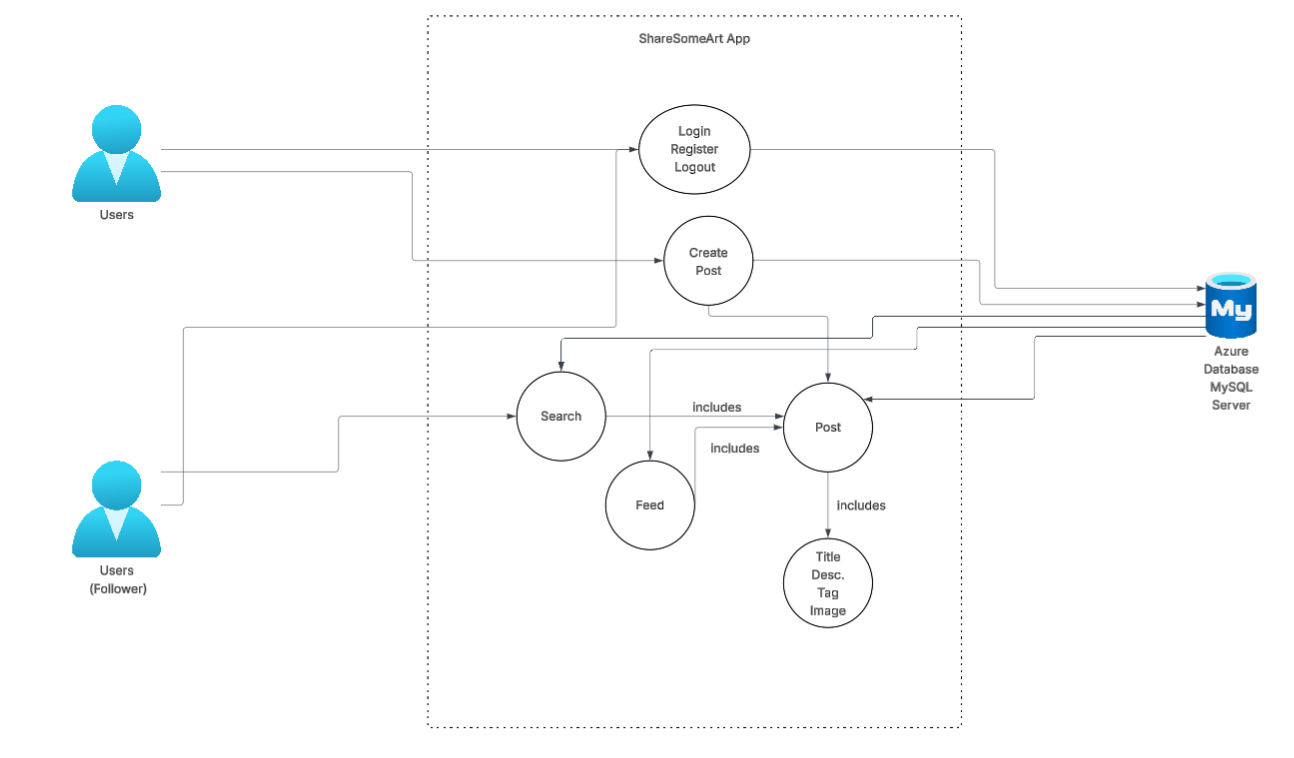 ShareSomeArt App
Login
Register
Logout
Users
Create
Post
My
Azure
Database
MySQL
Server
Search
includes
Post
includes
Feed
includes
Users
(Follower)
Title
Desc.
Tag
Image